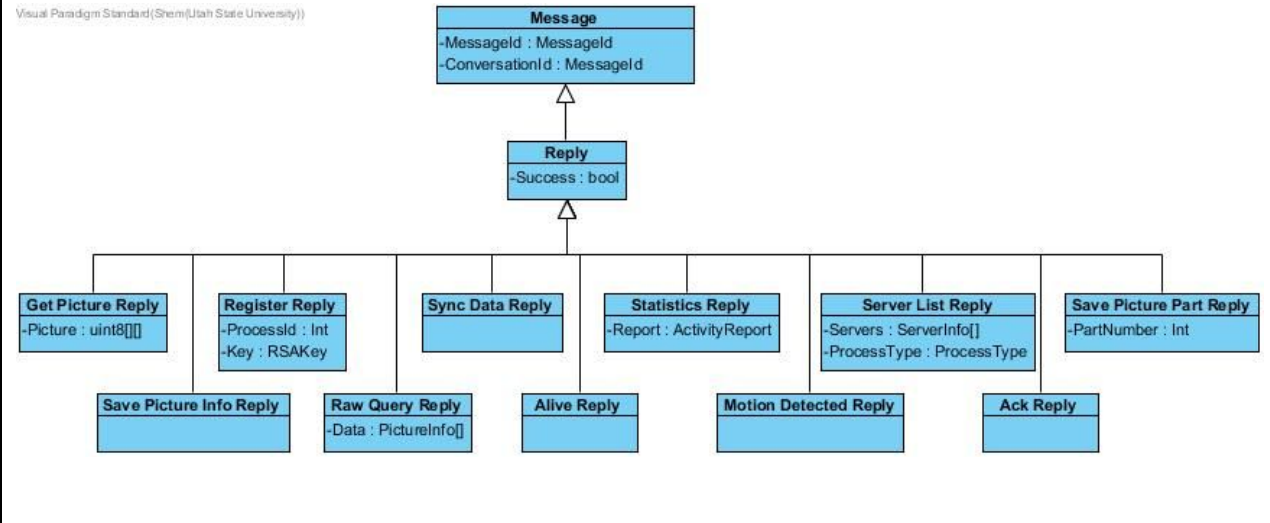 Visual Paradigm Standard(Shem(Utah State University))
Message
-MessageId : MessageId
-ConversationId : MessageId
Reply
-Success : bool
Get Picture Reply
-Picture : uint8[][]
Register Reply
-ProcessId : Int
-Key : RSAKey
Sync Data Reply
Statistics Reply
-Report : ActivityReport
Server List Reply
-Servers : ServerInfo[]
-ProcessType : ProcessType
Save Picture Part Reply
-PartNumber : Int
Save Picture Info Reply
Raw Query Reply
-Data : PictureInfo[]
Alive Reply
Motion Detected Reply
Ack Reply